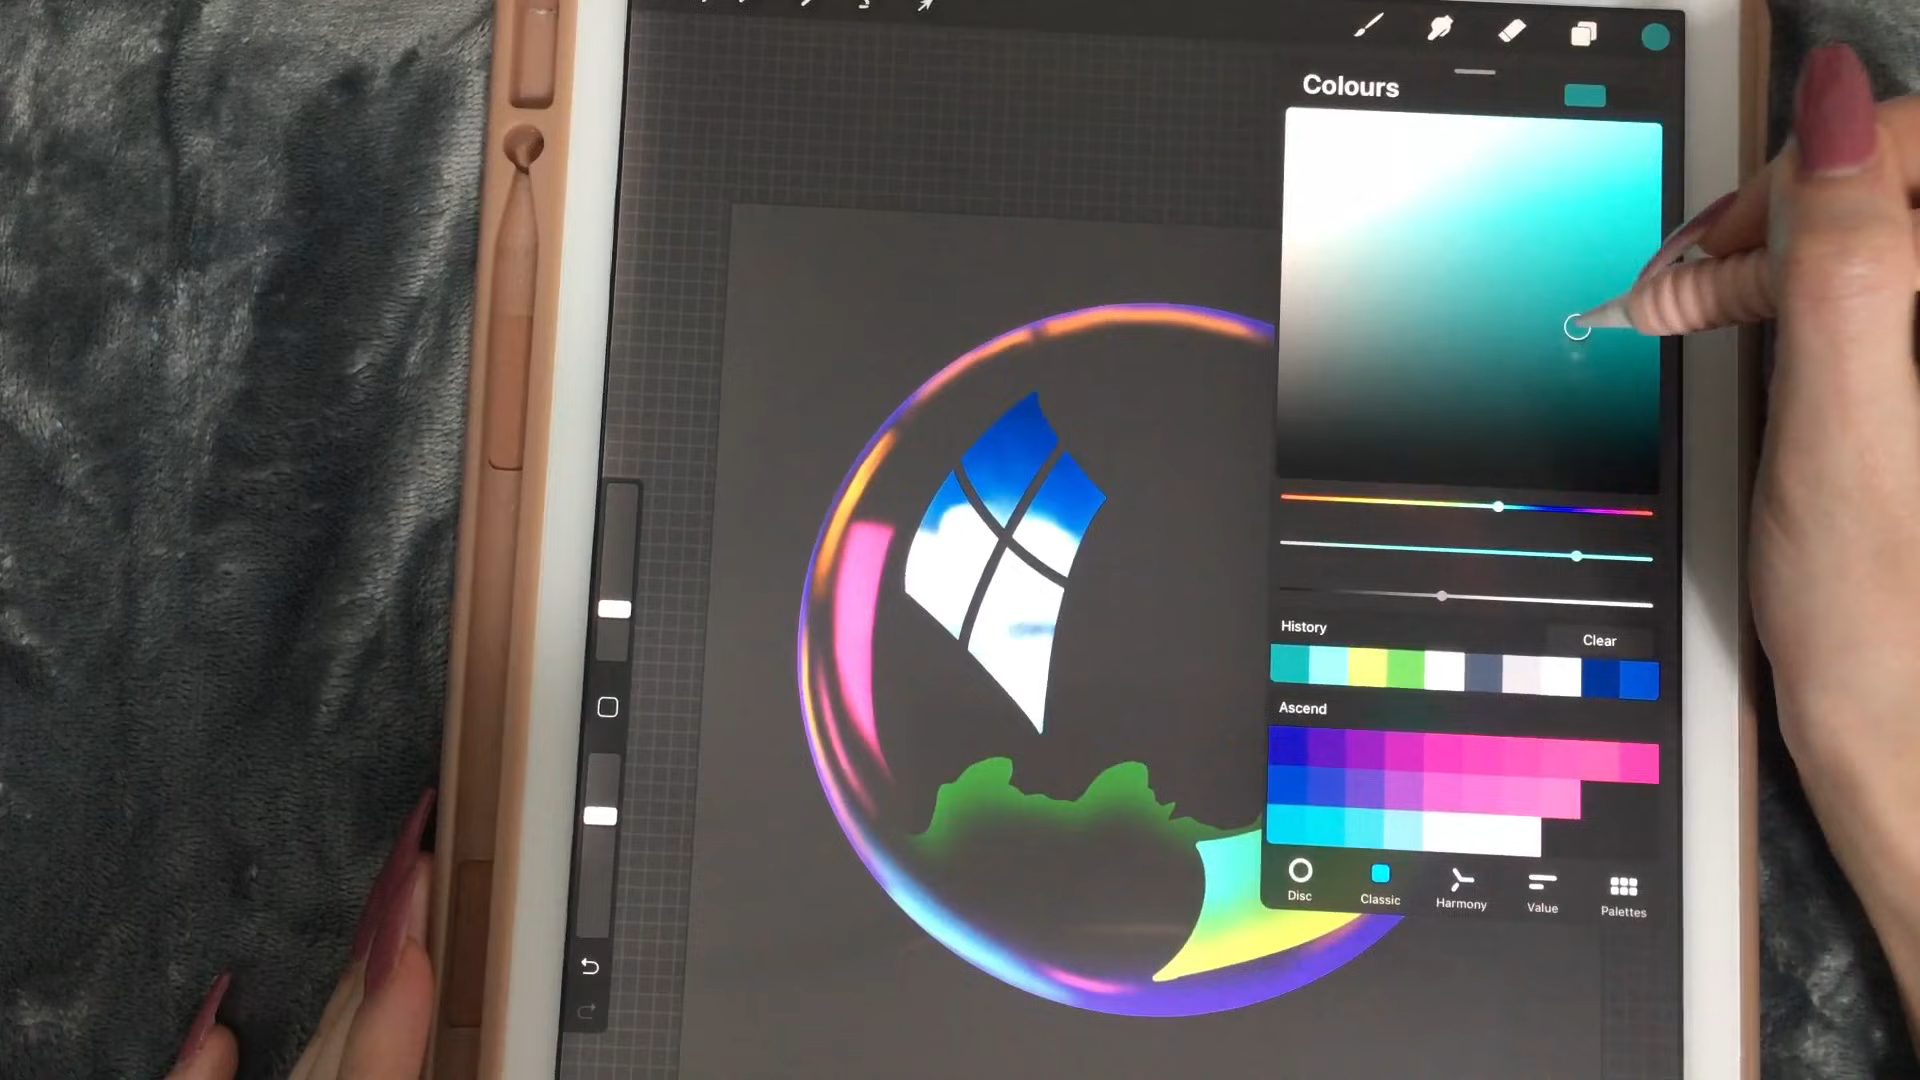 Colours
History
Clear
Ascend
Disc
Classic
Harmony
Value
Palettes